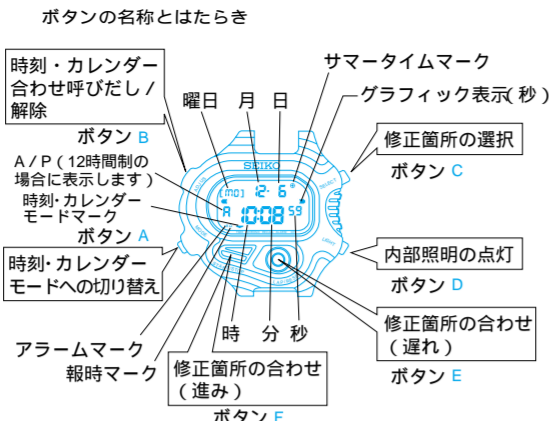 ボタンの名称とはたらき
時刻・カレンダー
合わせ呼びだし/
解除
ボタン B
曜日 月 日
サマータイムマーク
グラフィック表示(秒)
修正箇所の選択
ボタン C
A/P(12時間制の
場合に表示します)
時刻・カレンダー
モードマーク
ボタン A
時刻・カレンダー
モードへの切り替え
SEIKO
[MO] 12- 6
A 10:08 59
内部照明の点灯
ボタン D
時 分 秒
アラームマーク
報時マーク
修正箇所の合わせ
(進み)
ボタン F
修正箇所の合わせ
(遅れ)
ボタン E